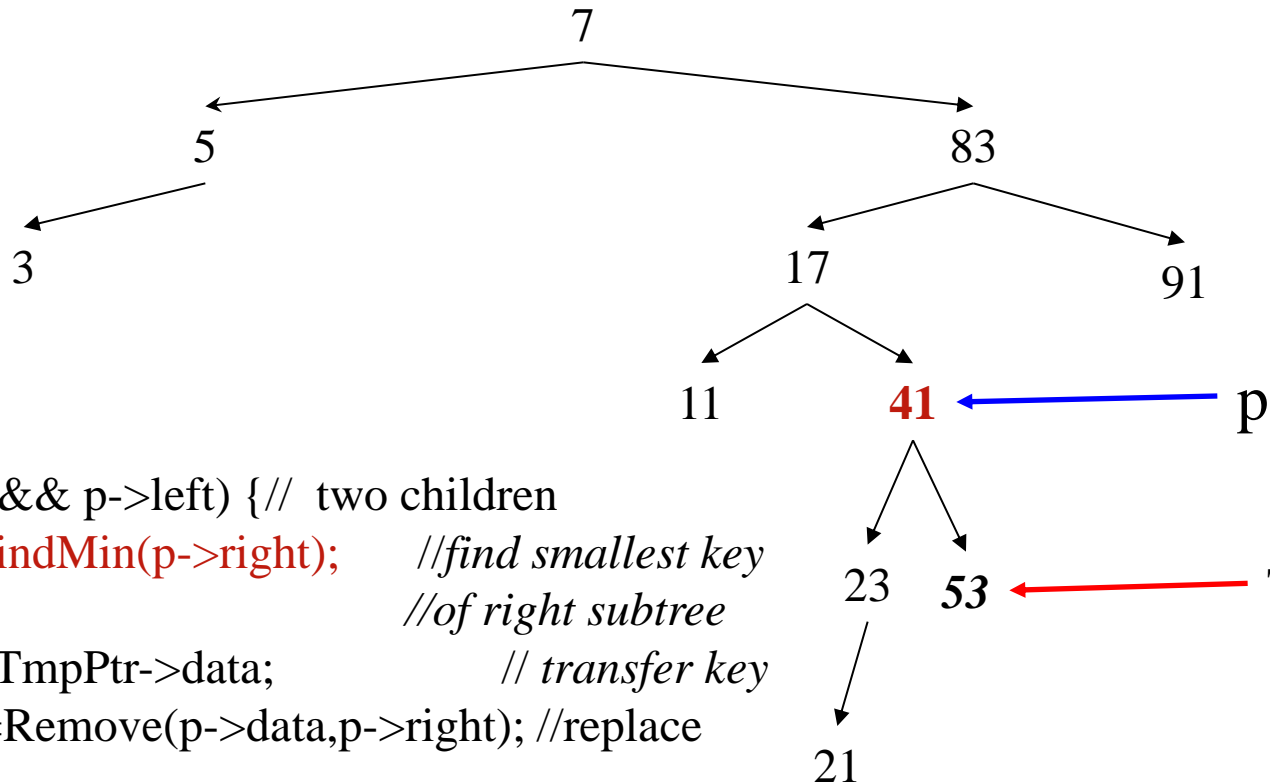 7
5 83
3 17 91
11 41 p
&& p->left) {// two children
indMin(p->right); //find smallest key
23 53
//of right subtree
TmpPtr->data; // transfer key
Remove(p->data,p->right); //replace
21